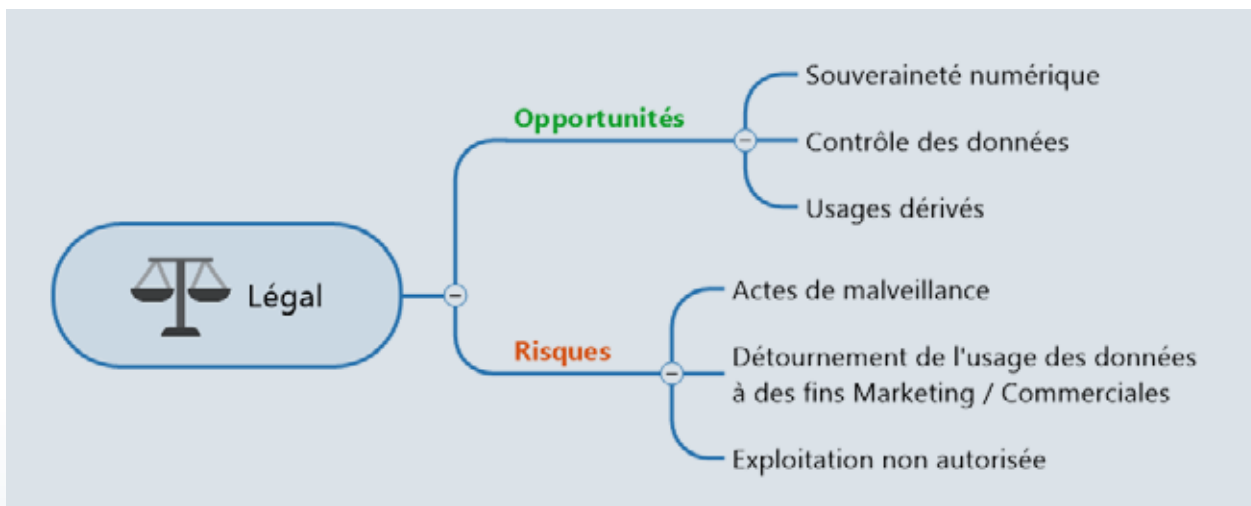 Légal
Opportunités
Souveraineté numérique
Contrôle des données
Usages dérivés
Risques
Actes de malveillance
Détournement de l'usage des données
à des fins Marketing / Commerciales
Exploitation non autorisée